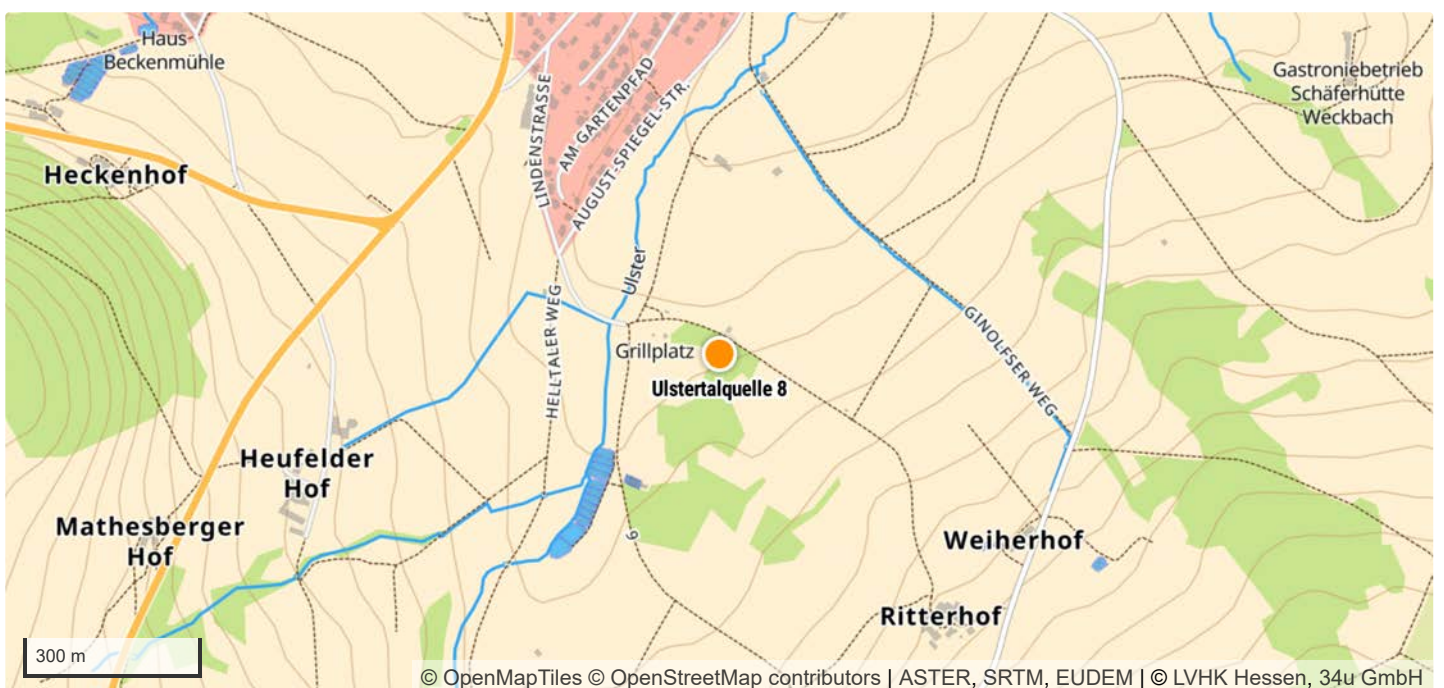 Haus
Beckenmühle
Gastroniebetrieb
Schäferhütte
Weckbach
LINDENSTRASSE
AM GARTENPFAD
AUGUST-SPIEGEL-STR.
Heckenhof
Ulster
HELLTALER WEG
GINOLFSER WEG
Grillplatz
Ulstertalquelle 8
Heufelder
Hof
Mathesberger
Hof
9
Weiherhof
Ritterhof
300 m
© OpenMapTiles © OpenStreetMap contributors | ASTER, SRTM, EUDEM | © LVHK Hessen, 34u GmbH